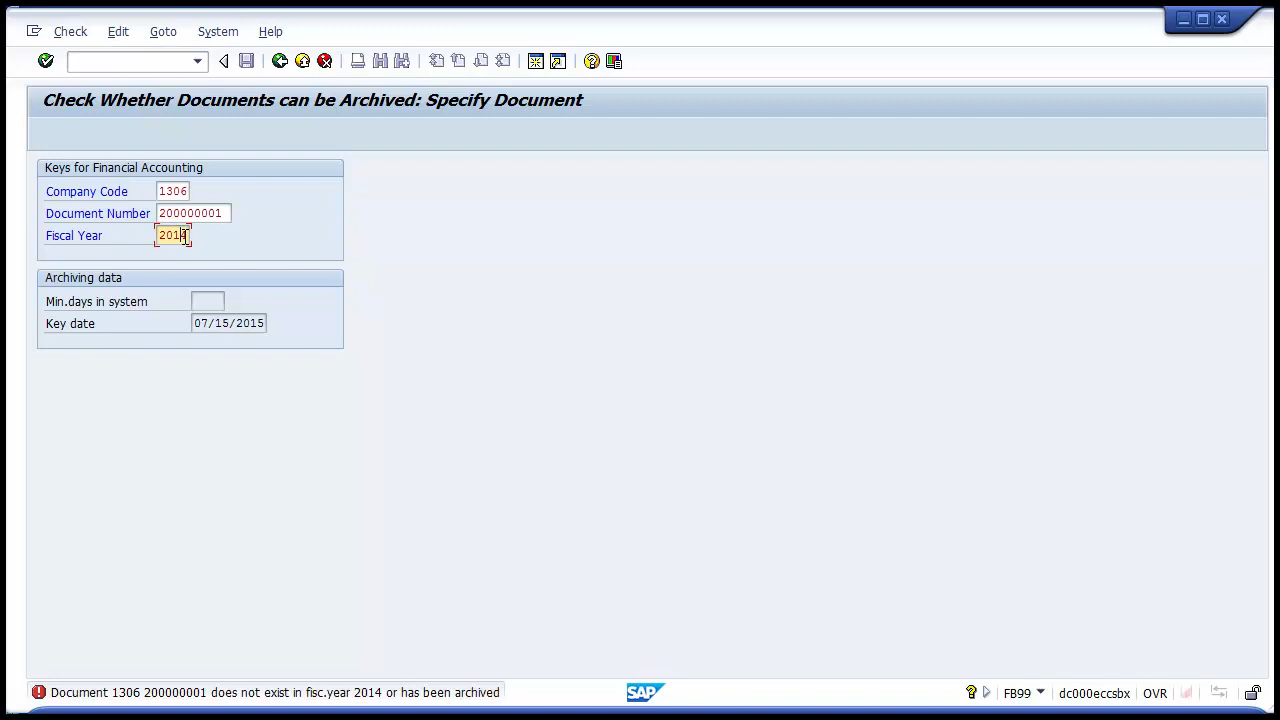 Check Edit Goto System Help
Check Whether Documents can be Archived: Specify Document
Keys for Financial Accounting
Company Code 1306
Document Number 200000001
Fiscal Year 2014
Archiving data
Min.days in system
Key date 07/15/2015
Document 1306 200000001 does not exist in fisc.year 2014 or has been archived
SAP
FB99 dc000eccsbx OVR